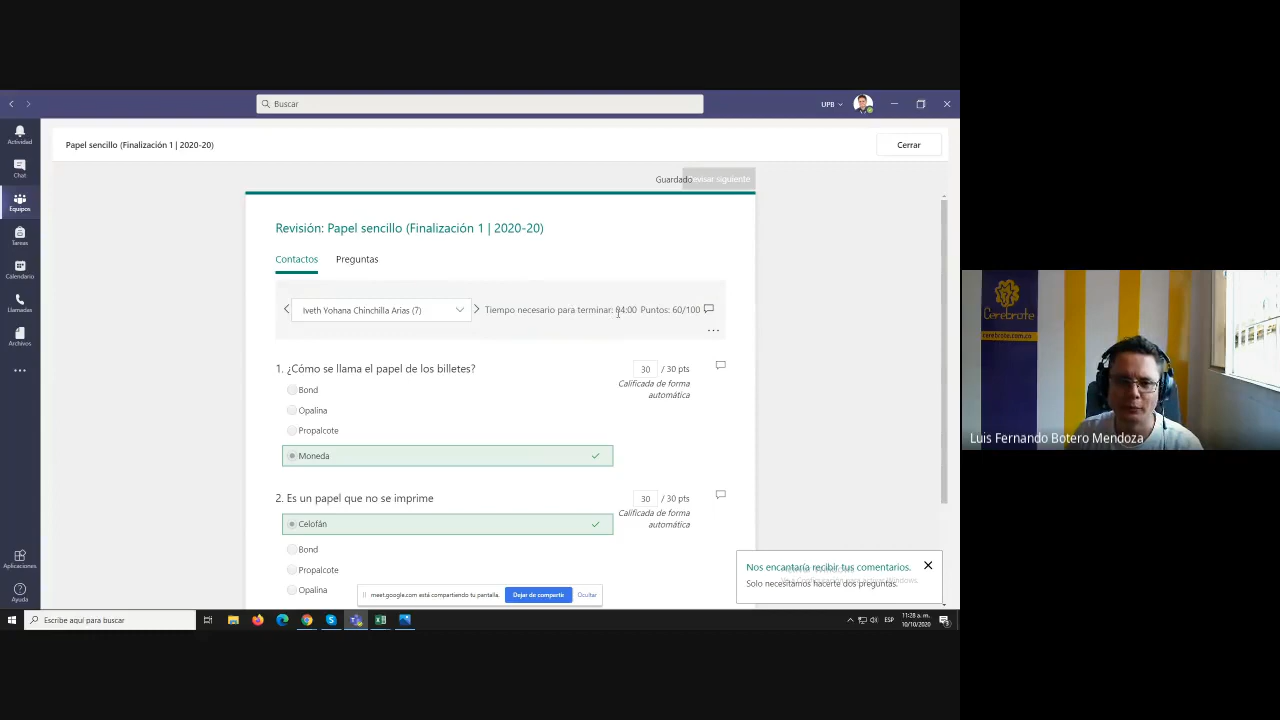 Buscar
UPB
Actividad
Chat
Equipos
Tareas
Calendario
Llamadas
Archivos
Aplicaciones
Ayuda
Papel sencillo (Finalización 1 | 2020-20)
Cerrar
Guardado
Revisión: Papel sencillo (Finalización 1 | 2020-20)
Contactos
Preguntas
Iveth Yohana Chinchilla Arias (7)
Tiempo necesario para terminar: 04:00 Puntos: 60/100
1. ¿Cómo se llama el papel de los billetes?
30 / 30 pts
Calificada de forma
automática
Bond
Opalina
Propalcote
Moneda
2. Es un papel que no se imprime
30 / 30 pts
Calificada de forma
automática
Celofán
Bond
Propalcote
Opalina
Nos encantaría recibir tus comentarios.
Solo necesitamos hacerte dos preguntas.
meet.google.com está compartiendo tu pantalla.
Dejar de compartir
Ocultar
Escribe aquí para buscar
ESP
11:28 a. m.
10/10/2020
Cerebrote
cerebrote.com.co
Luis Fernando Botero Mendoza